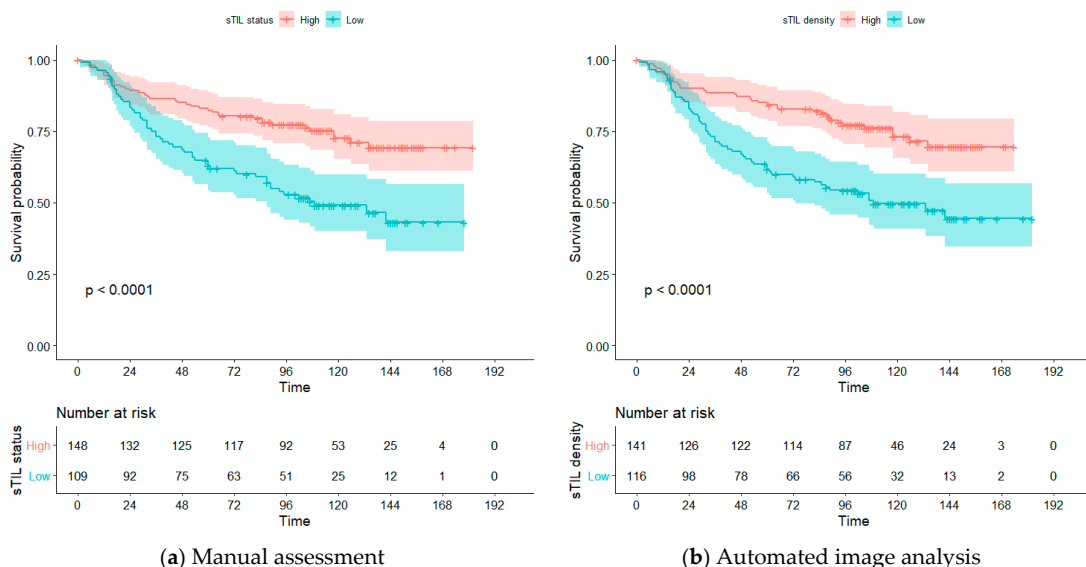 sTIL status High Low
Survival probability
1.00
0.75
0.50
0.25
0.00
p < 0.0001
0 24 48 72 96 120 144 168 192
Time
Number at risk
sTIL status
High 148 132 125 117 92 53 25 4 0
Low 109 92 75 63 51 25 12 1 0
0 24 48 72 96 120 144 168 192
Time
(a) Manual assessment
sTIL density High Low
Survival probability
1.00
0.75
0.50
0.25
0.00
p < 0.0001
0 24 48 72 96 120 144 168 192
Time
Number at risk
sTIL density
High 141 126 122 114 87 46 24 3 0
Low 116 98 78 66 56 32 13 2 0
0 24 48 72 96 120 144 168 192
Time
(b) Automated image analysis